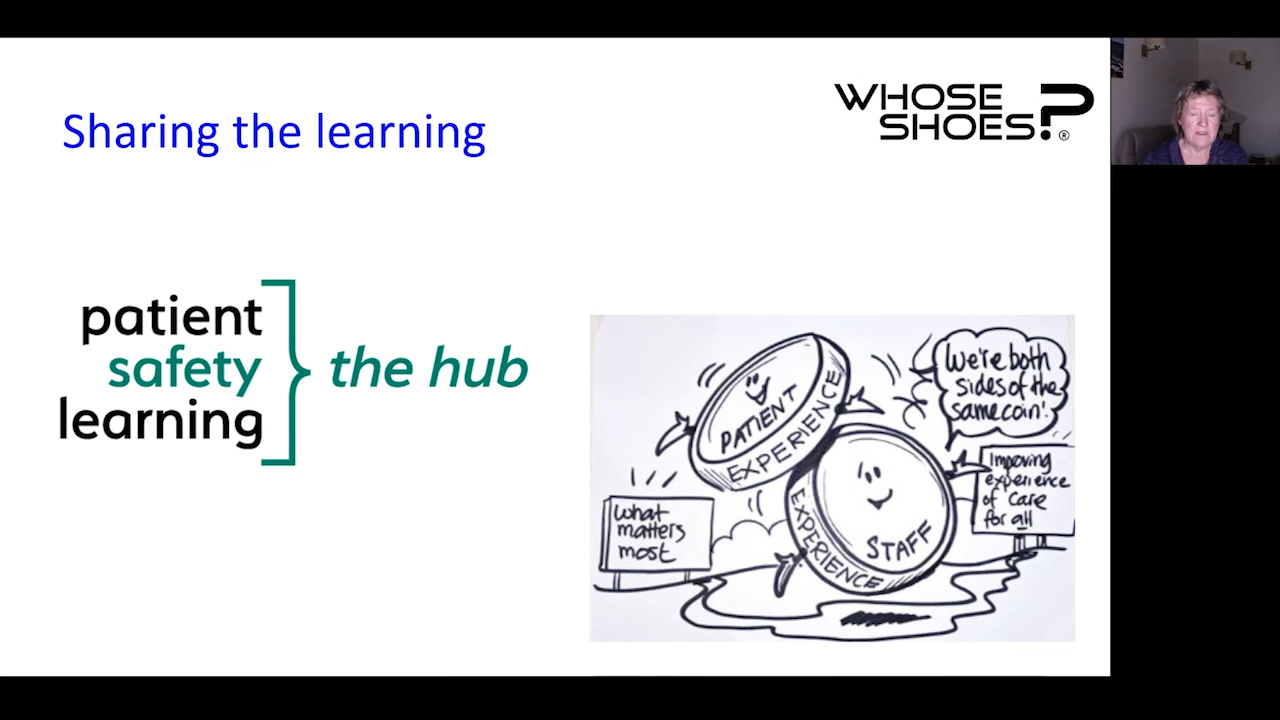 Sharing the learning
WHOSE
SHOES?®
patient
safety
learning
the hub
PATIENT
EXPERIENCE
STAFF
EXPERIENCE
We're both
sides of the
same coin'.
What
matters
most
Improving
experience
of care
for all